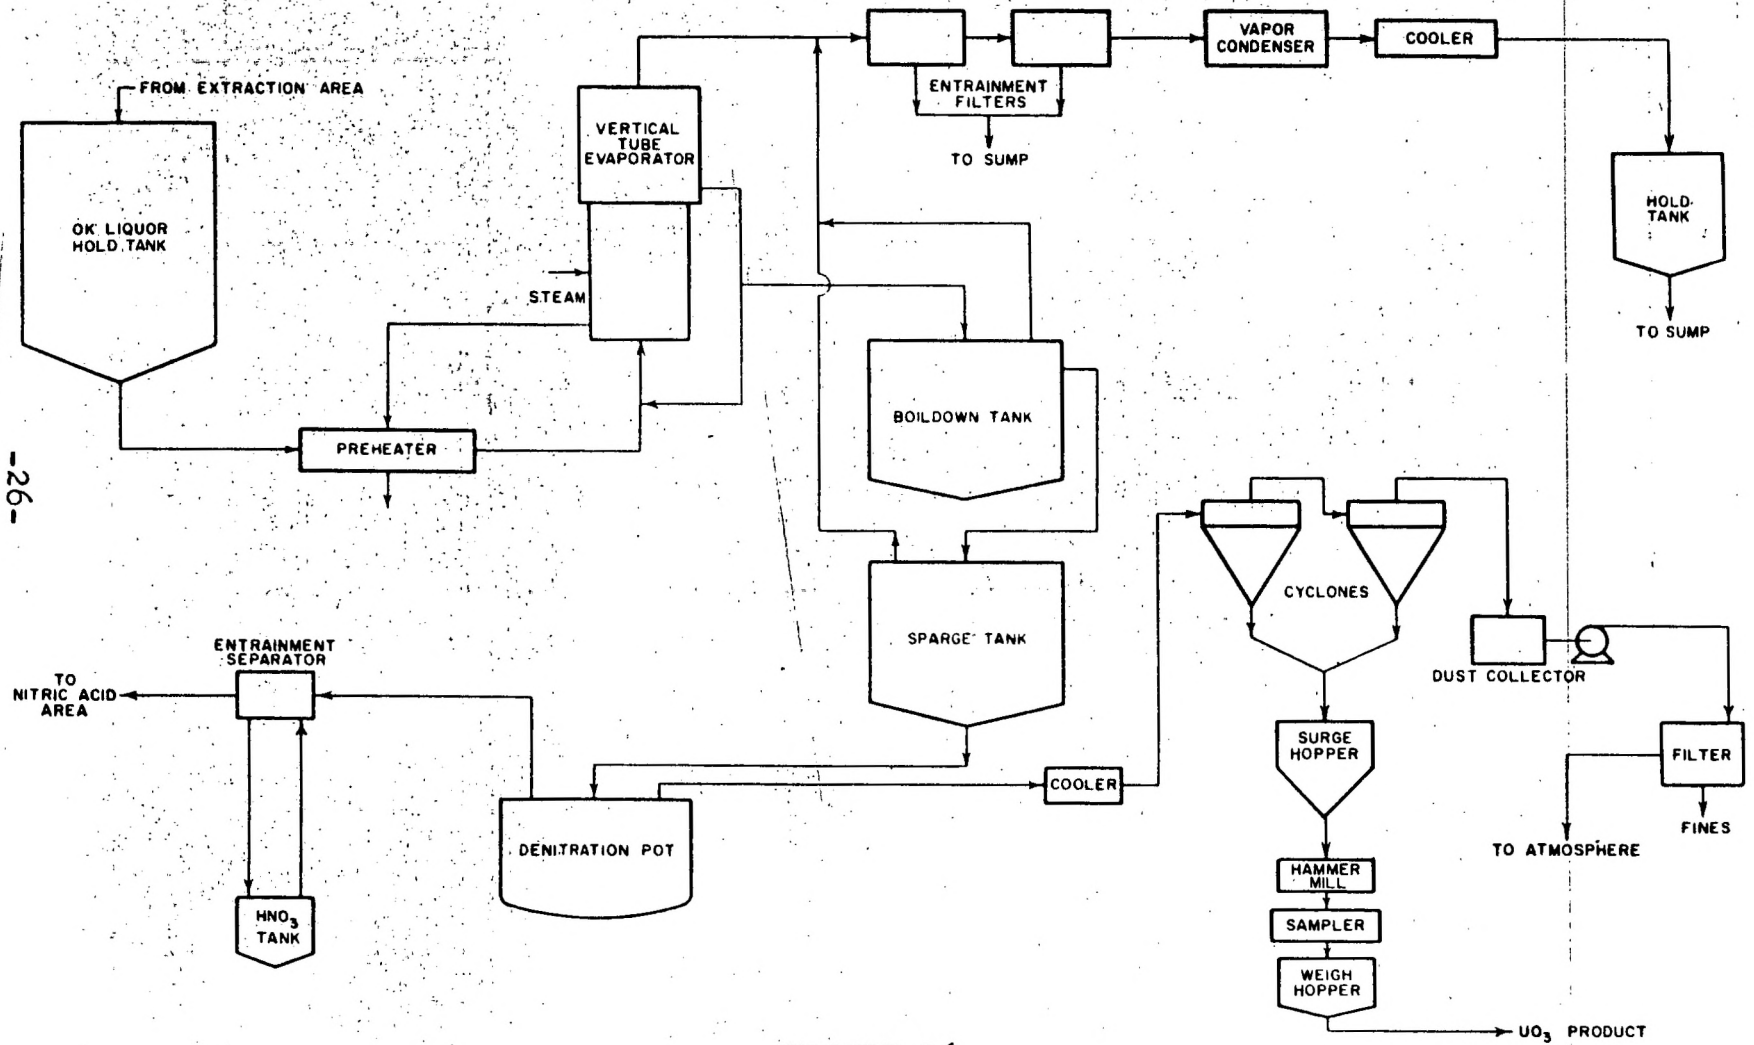 FROM EXTRACTION AREA
OK LIQUOR
HOLD TANK
VERTICAL
TUBE
EVAPORATOR
STEAM
PREHEATER
ENTRAINMENT
FILTERS
TO SUMP
VAPOR
CONDENSER
COOLER
HOLD
TANK
TO SUMP
BOILDOWN TANK
SPARGE TANK
CYCLONES
DUST COLLECTOR
FILTER
FINES
TO ATMOSPHERE
SURGE
HOPPER
HAMMER
MILL
SAMPLER
WEIGH
HOPPER
UO₃ PRODUCT
COOLER
DENITRATION POT
ENTRAINMENT
SEPARATOR
TO
NITRIC ACID
AREA
HNO₃
TANK
-26-